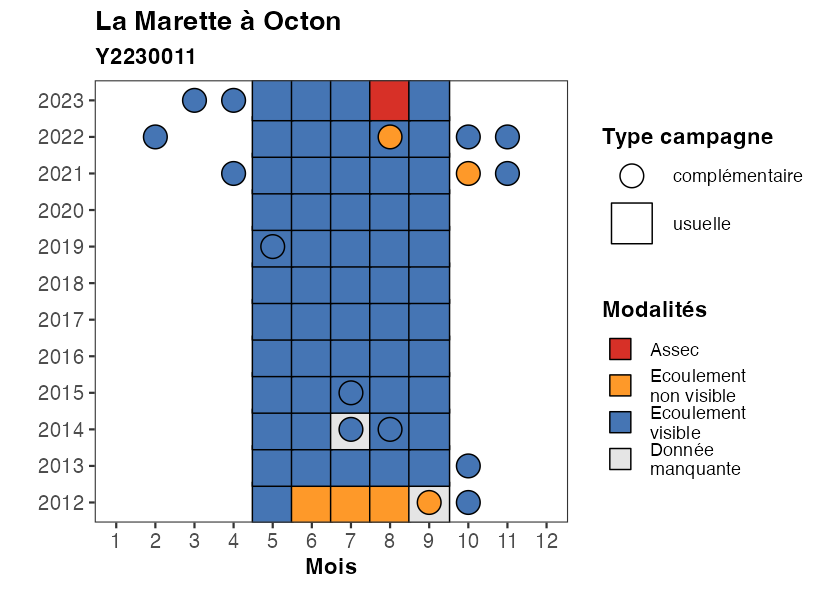 La Marette à Octon
Y2230011
2023
2022
2021
2020
2019
2018
2017
2016
2015
2014
2013
2012
1 2 3 4 5 6 7 8 9 10 11 12
Mois
Type campagne
complémentaire
usuelle
Modalités
Assec
Ecoulement
non visible
Ecoulement
visible
Donnée
manquante